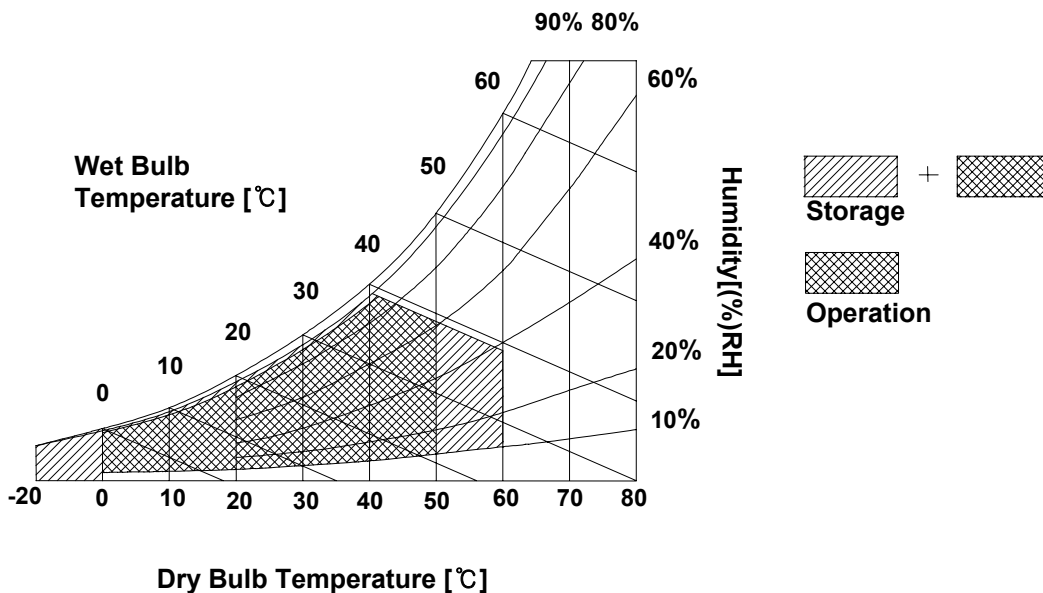 90% 80%
60
60%
50
Wet Bulb
Temperature [℃]
Storage
+
40
40%
Humidity[(%)RH]
30
Operation
20
20%
10
0
10%
-20 0 10 20 30 40 50 60 70 80
Dry Bulb Temperature [℃]